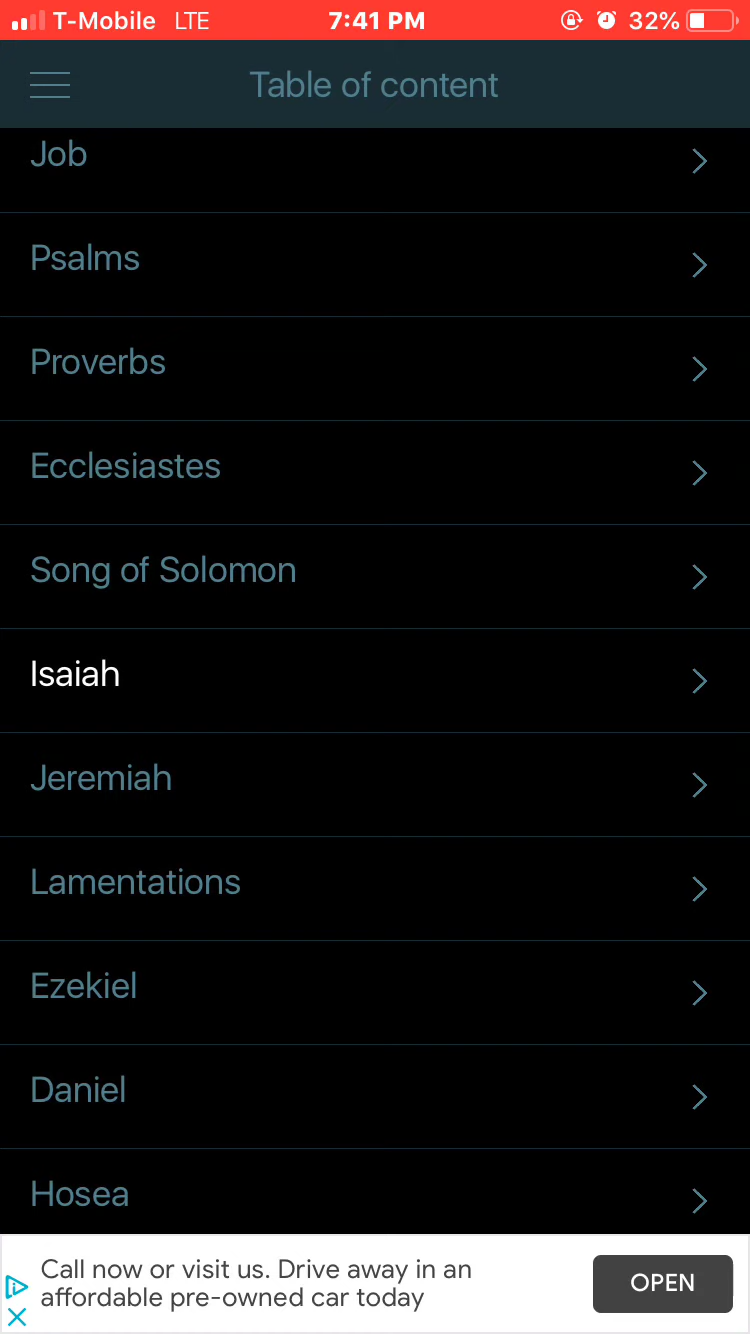 T-Mobile LTE 7:41 PM 32%
Table of content
Job
Psalms
Proverbs
Ecclesiastes
Song of Solomon
Isaiah
Jeremiah
Lamentations
Ezekiel
Daniel
Hosea
Call now or visit us. Drive away in an
affordable pre-owned car today
OPEN